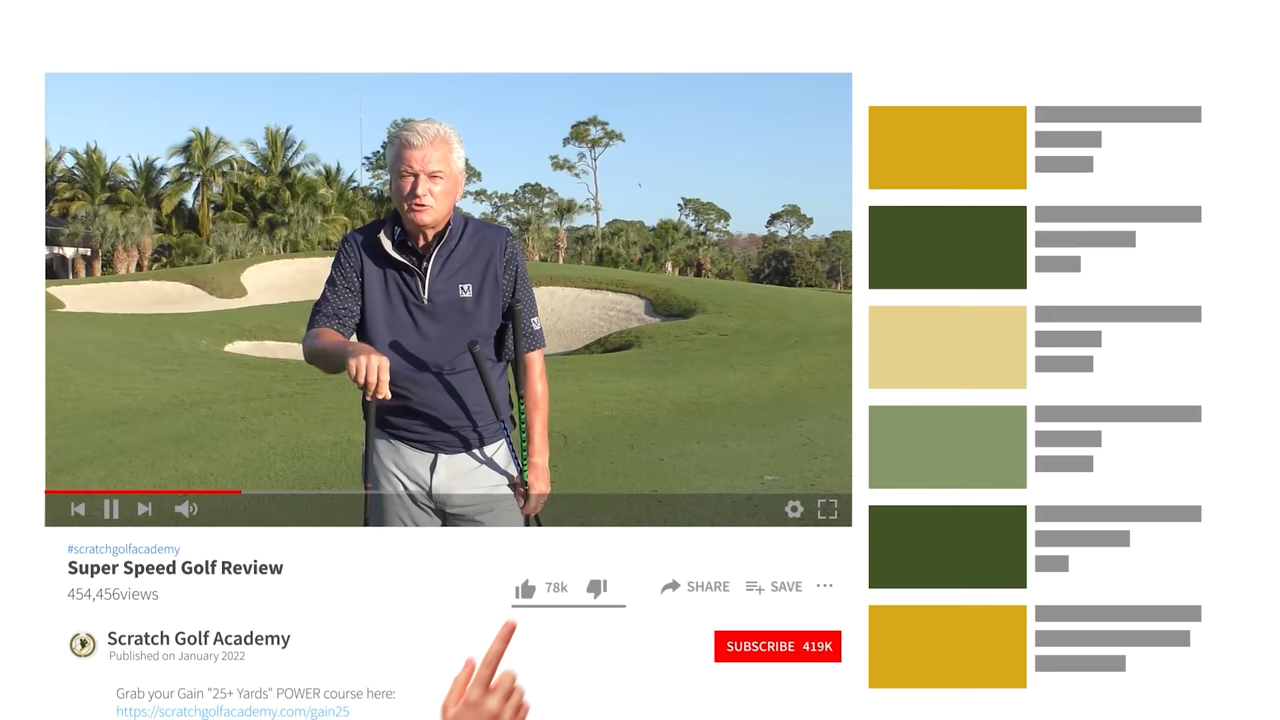 M
M
#scratchgolfacademy
Super Speed Golf Review
454,456views
78k
SHARE
SAVE
Scratch Golf Academy
Published on January 2022
SUBSCRIBE 419K
Grab your Gain "25+ Yards" POWER course here:
https://scratchgolfacademy.com/gain25